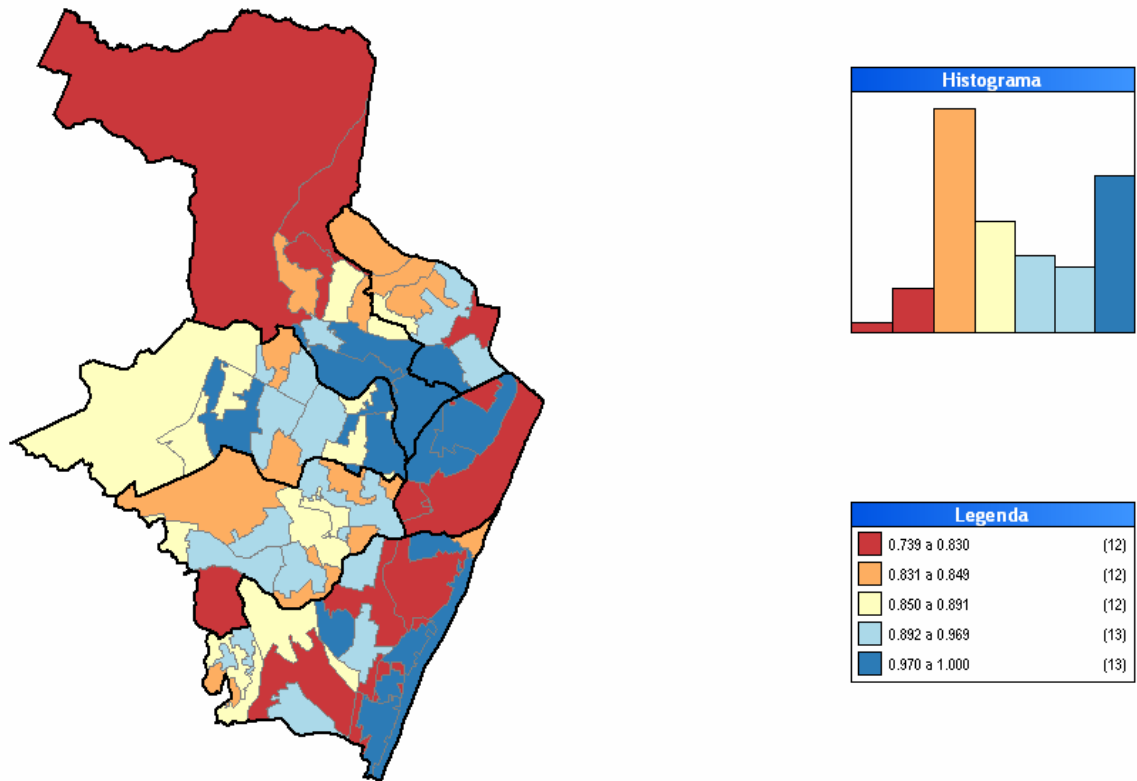 Histograma
Legenda
0.739 a 0.830 (12)
0.831 a 0.849 (12)
0.850 a 0.891 (12)
0.892 a 0.969 (13)
0.970 a 1.000 (13)